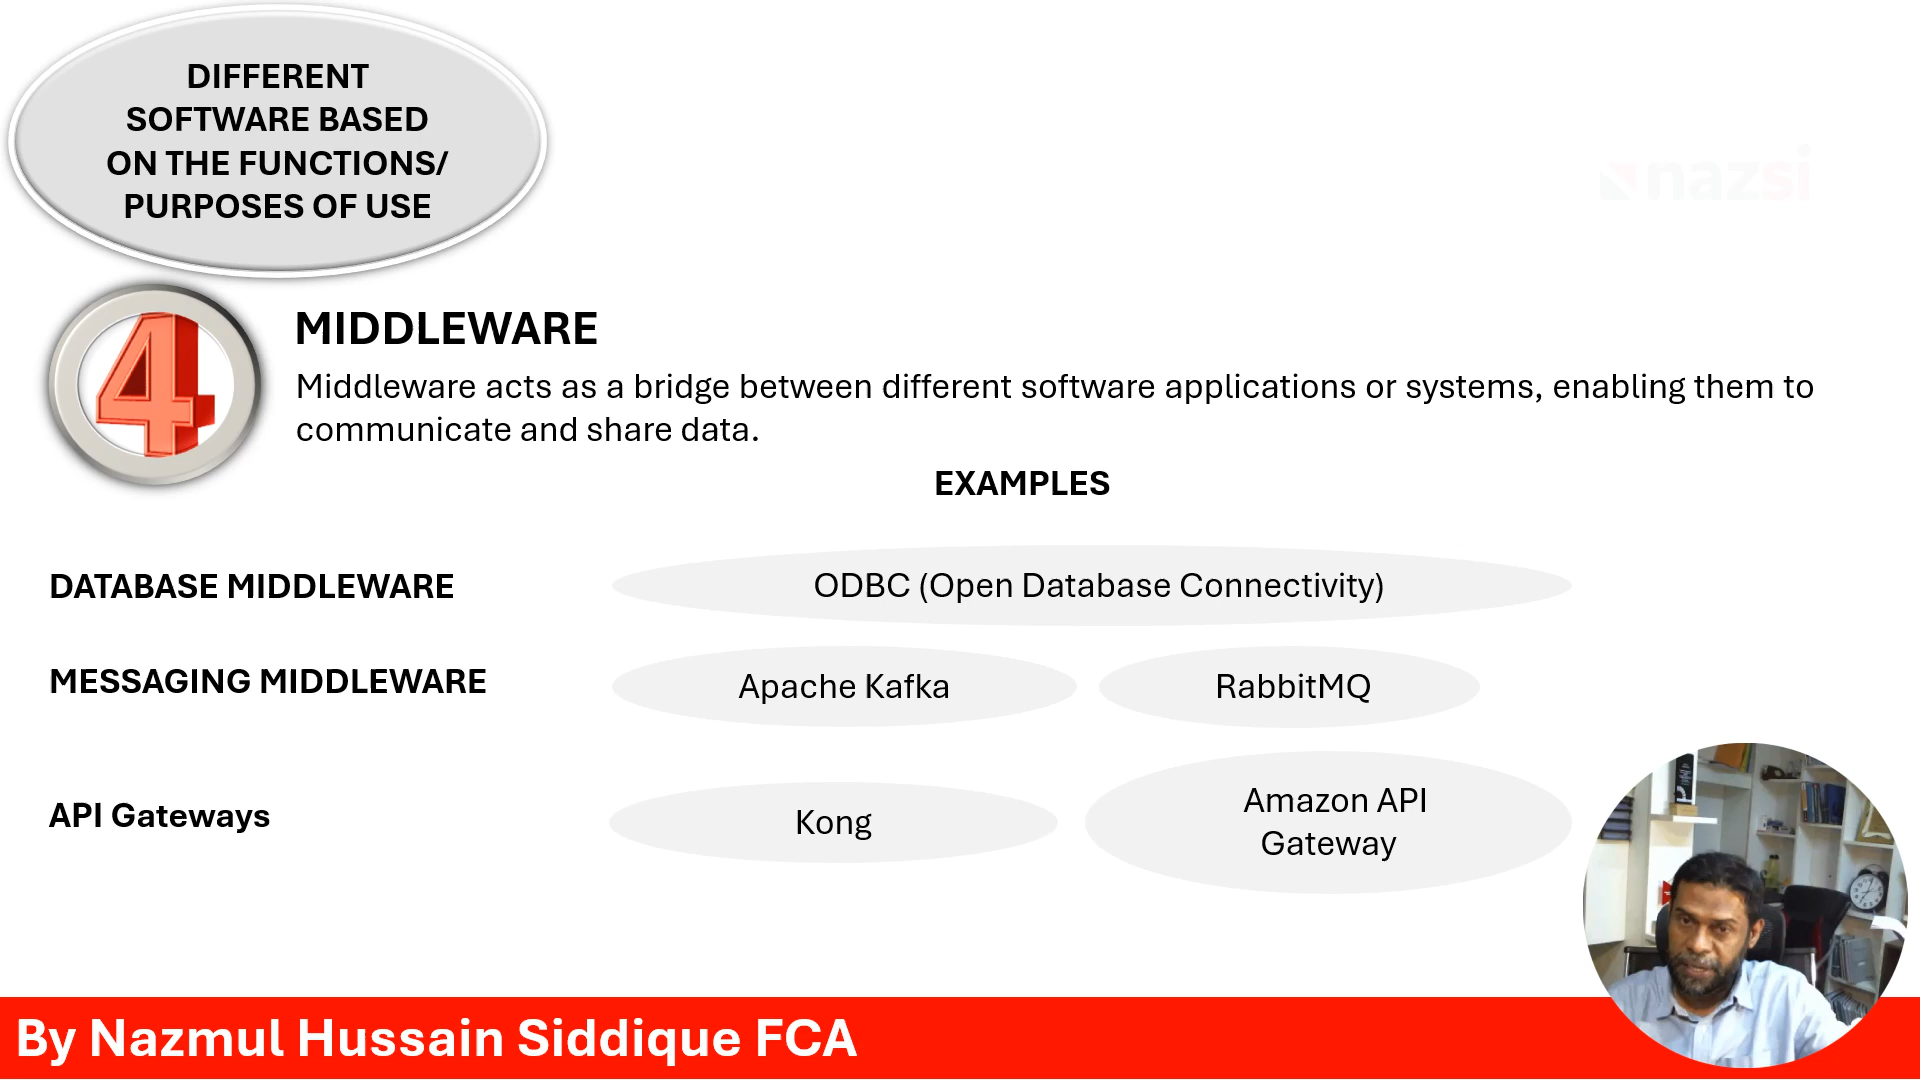 DIFFERENT
SOFTWARE BASED
ON THE FUNCTIONS/
PURPOSES OF USE
nazsi
4
MIDDLEWARE
Middleware acts as a bridge between different software applications or systems, enabling them to
communicate and share data.
EXAMPLES
DATABASE MIDDLEWARE
ODBC (Open Database Connectivity)
MESSAGING MIDDLEWARE
Apache Kafka
RabbitMQ
API Gateways
Kong
Amazon API
Gateway
By Nazmul Hussain Siddique FCA